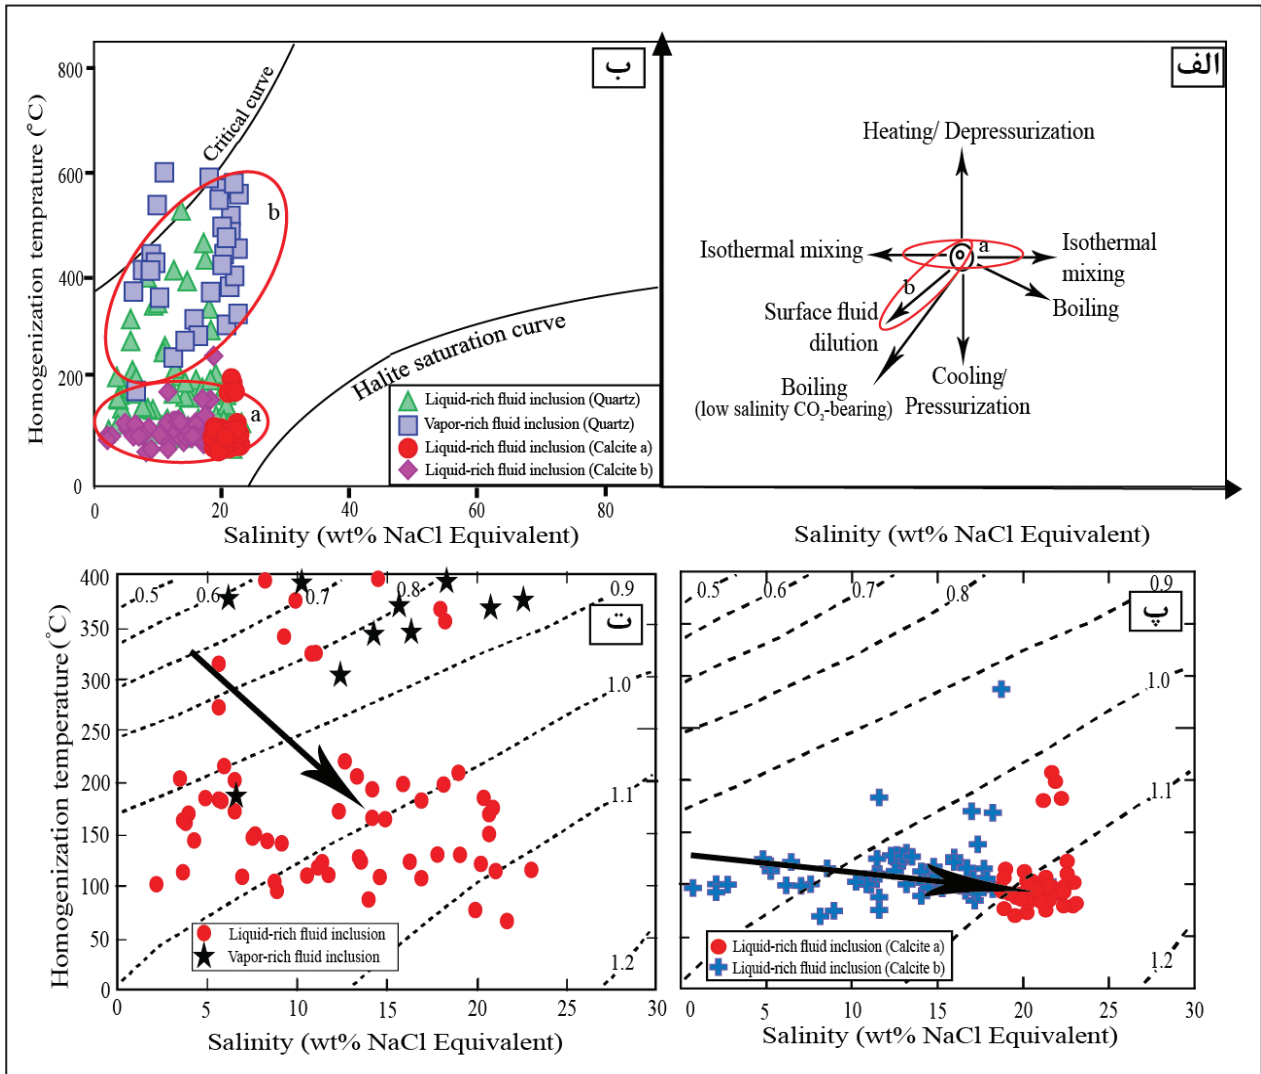 ب
Homogenization temprature (°C)
800
600
400
200
0
Critical curve
b
a
Halite saturation curve
Liquid-rich fluid inclusion (Quartz)
Vapor-rich fluid inclusion (Quartz)
Liquid-rich fluid inclusion (Calcite a)
Liquid-rich fluid inclusion (Calcite b)
0 20 40 60 80
Salinity (wt% NaCl Equivalent)
الف
Heating/ Depressurization
Isothermal mixing
a
Isothermal
mixing
b
Boiling
Surface fluid
dilution
Boiling
(low salinity CO₂-bearing)
Cooling/
Pressurization
Salinity (wt% NaCl Equivalent)
ت
Homogenization temperature (°C)
400
350
300
250
200
150
100
50
0
0.5 0.6 0.7 0.8 0.9
1.0
1.1
1.2
Liquid-rich fluid inclusion
Vapor-rich fluid inclusion
0 5 10 15 20 25 30
Salinity (wt% NaCl Equivalent)
پ
0.5 0.6 0.7 0.8 0.9
1.0
1.1
1.2
Liquid-rich fluid inclusion (Calcite a)
Liquid-rich fluid inclusion (Calcite b)
0 5 10 15 20 25 30
Salinity (wt% NaCl Equivalent)